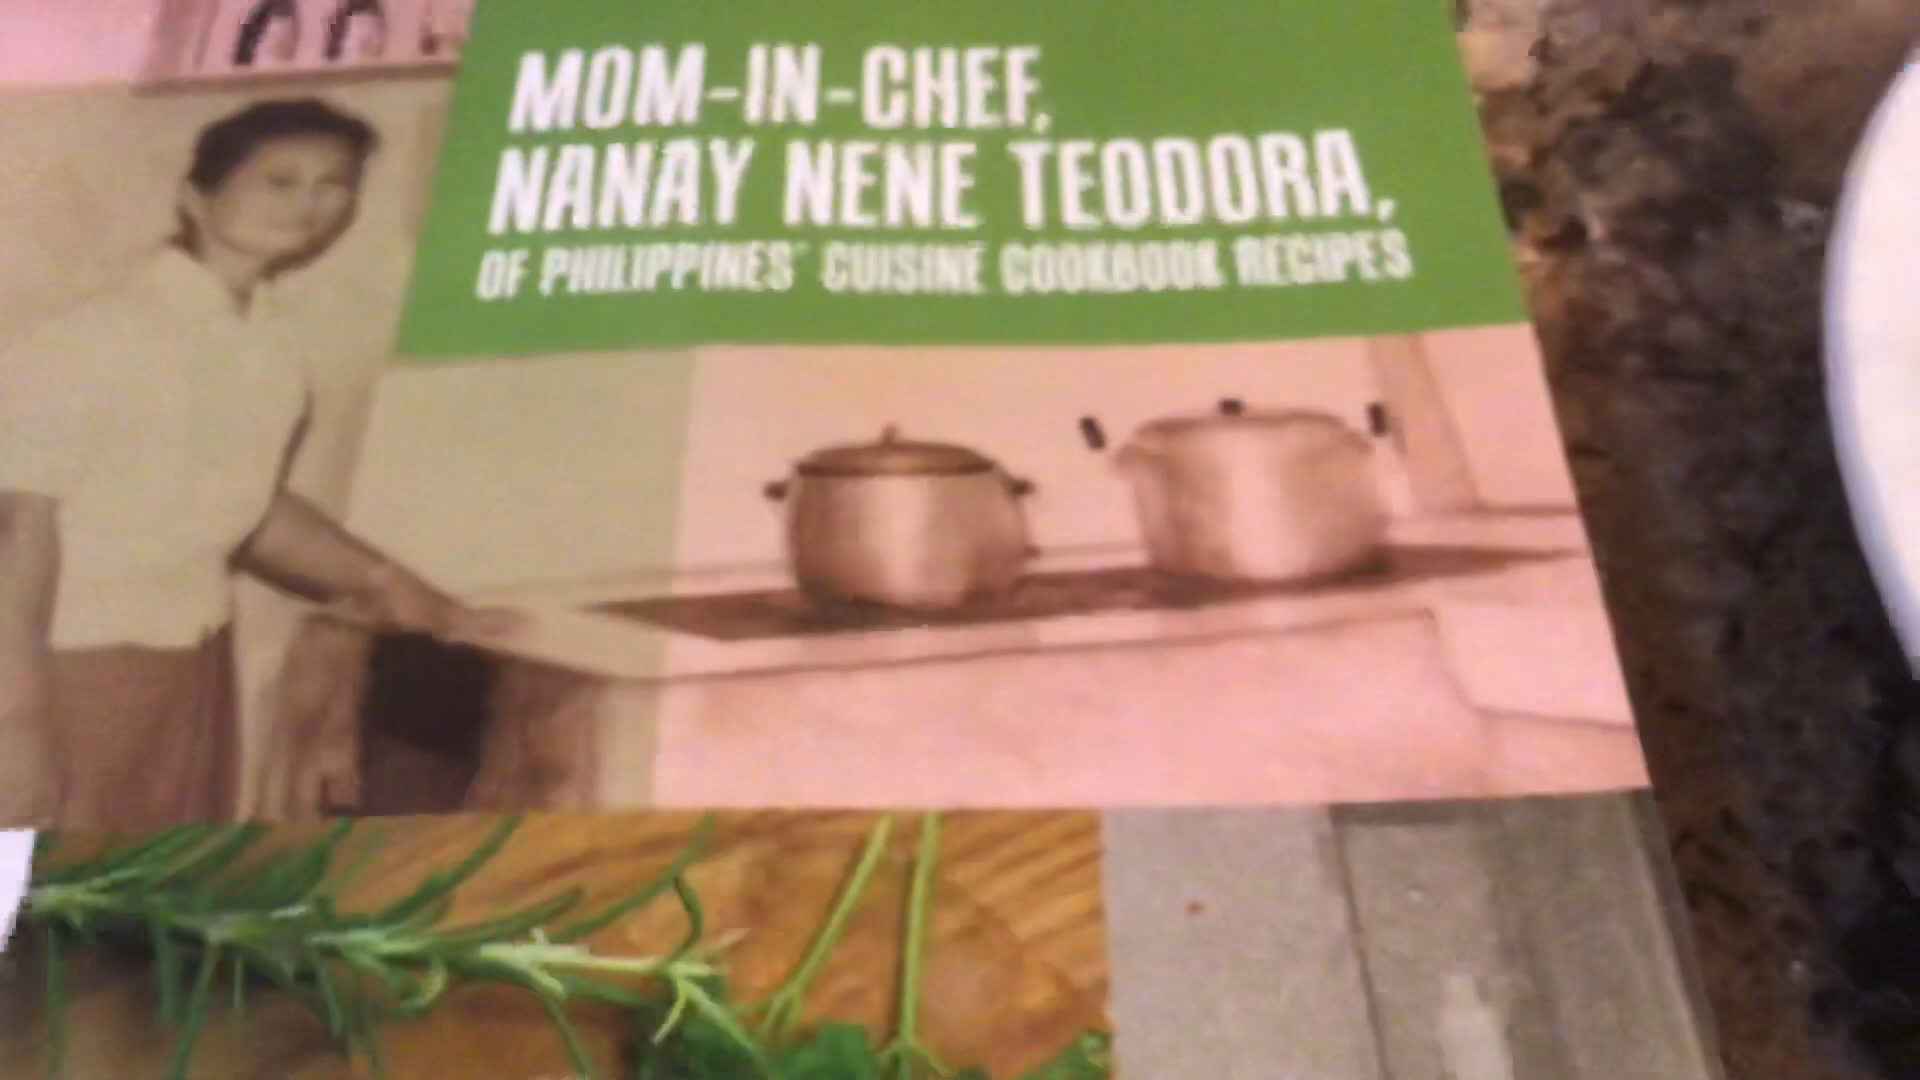 MOM-IN-CHEF,
NANAY NENE TEODORA,
OF PHILIPPINES' CUISINE COOKBOOK RECIPES